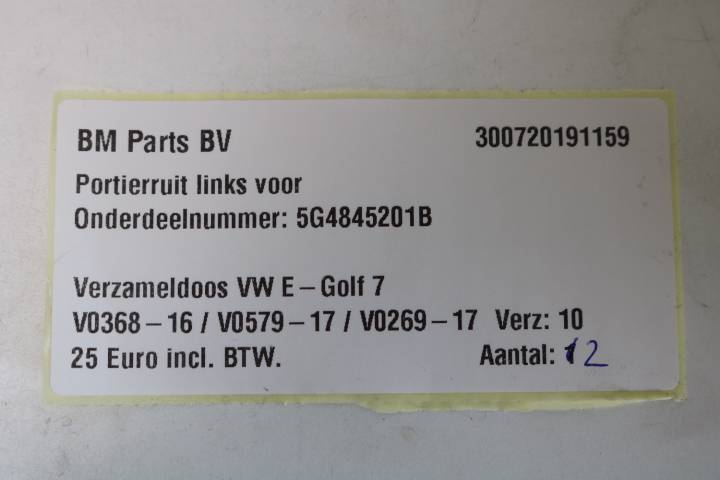 BM Parts BV 300720191159
Portierruit links voor
Onderdeelnummer: 5G4845201B
Verzameldoos VW E-Golf 7
V0368-16 / V0579-17 / V0269-17 Verz: 10
25 Euro incl. BTW. Aantal: 2